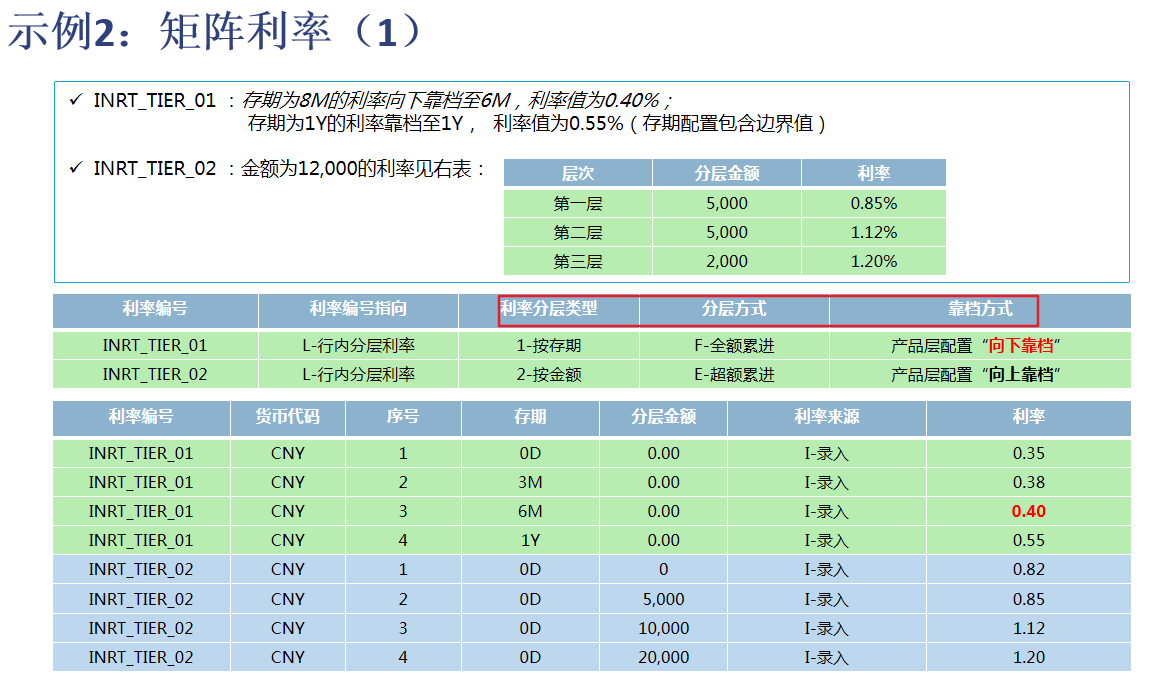 示例2：矩阵利率（1）
✓ INRT_TIER_01 ：存期为8M的利率向下靠档至6M，利率值为0.40%；
存期为1Y的利率靠档至1Y， 利率值为0.55%（存期配置包含边界值）
✓ INRT_TIER_02 ：金额为12,000的利率见右表：
层次 分层金额 利率
第一层 5,000 0.85%
第二层 5,000 1.12%
第三层 2,000 1.20%
利率编号 利率编号指向 利率分层类型 分层方式 靠档方式
INRT_TIER_01 L-行内分层利率 1-按存期 F-全额累进 产品层配置“向下靠档”
INRT_TIER_02 L-行内分层利率 2-按金额 E-超额累进 产品层配置“向上靠档”
利率编号 货币代码 序号 存期 分层金额 利率来源 利率
INRT_TIER_01 CNY 1 0D 0.00 I-录入 0.35
INRT_TIER_01 CNY 2 3M 0.00 I-录入 0.38
INRT_TIER_01 CNY 3 6M 0.00 I-录入 0.40
INRT_TIER_01 CNY 4 1Y 0.00 I-录入 0.55
INRT_TIER_02 CNY 1 0D 0 I-录入 0.82
INRT_TIER_02 CNY 2 0D 5,000 I-录入 0.85
INRT_TIER_02 CNY 3 0D 10,000 I-录入 1.12
INRT_TIER_02 CNY 4 0D 20,000 I-录入 1.20